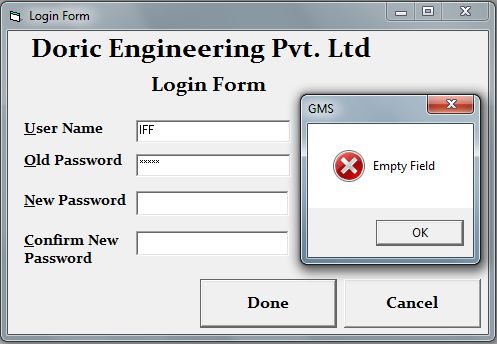 Login Form
Doric Engineering Pvt. Ltd
Login Form
User Name
IFF
Old Password
*****
New Password
Confirm New
Password
Done
Cancel
GMS
Empty Field
OK